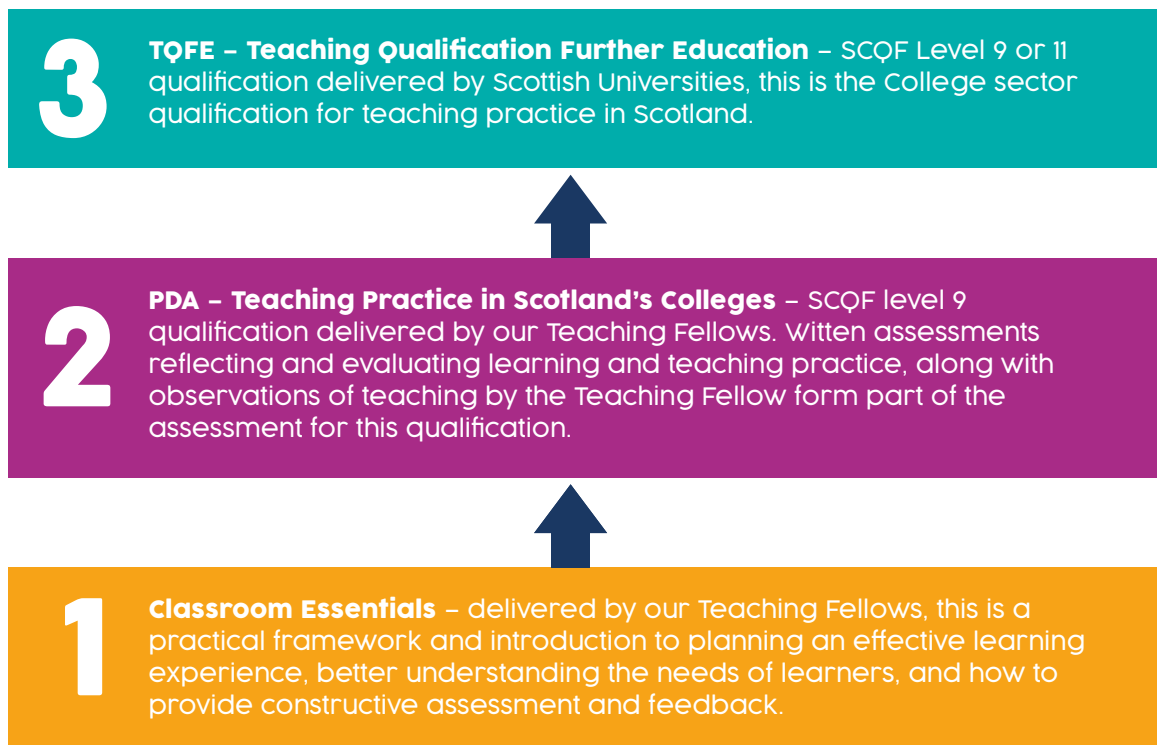 3
TQFE – Teaching Qualification Further Education – SCQF Level 9 or 11
qualification delivered by Scottish Universities, this is the College sector
qualification for teaching practice in Scotland.
2
PDA – Teaching Practice in Scotland’s Colleges – SCQF level 9
qualification delivered by our Teaching Fellows. Witten assessments
reflecting and evaluating learning and teaching practice, along with
observations of teaching by the Teaching Fellow form part of the
assessment for this qualification.
1
Classroom Essentials – delivered by our Teaching Fellows, this is a
practical framework and introduction to planning an effective learning
experience, better understanding the needs of learners, and how to
provide constructive assessment and feedback.